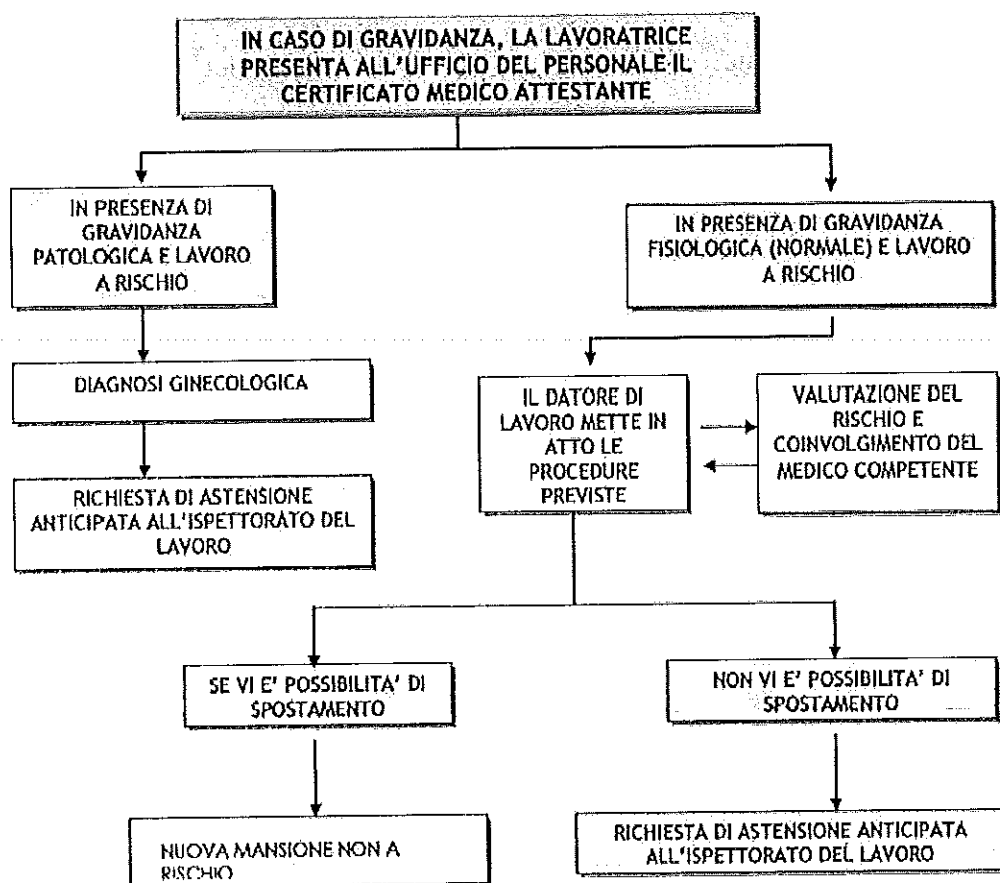 IN CASO DI GRAVIDANZA, LA LAVORATRICE
PRESENTA ALL'UFFICIO DEL PERSONALE IL
CERTIFICATO MEDICO ATTESTANTE
IN PRESENZA DI
GRAVIDANZA
PATOLOGICA E LAVORO
A RISCHIO
IN PRESENZA DI GRAVIDANZA
FISIOLOGICA (NORMALE) E LAVORO
A RISCHIO
DIAGNOSI GINECOLOGICA
RICHIESTA DI ASTENSIONE
ANTICIPATA ALL'ISPETTORATO DEL
LAVORO
IL DATORE DI
LAVORO METTE IN
ATTO LE
PROCEDURE
PREVISTE
VALUTAZIONE DEL
RISCHIO E
COINVOLGIMENTO DEL
MEDICO COMPETENTE
SE VI E' POSSIBILITA' DI
SPOSTAMENTO
NON VI E' POSSIBILITA' DI
SPOSTAMENTO
NUOVA MANSIONE NON A
RISCHIO
RICHIESTA DI ASTENSIONE ANTICIPATA
ALL'ISPETTORATO DEL LAVORO